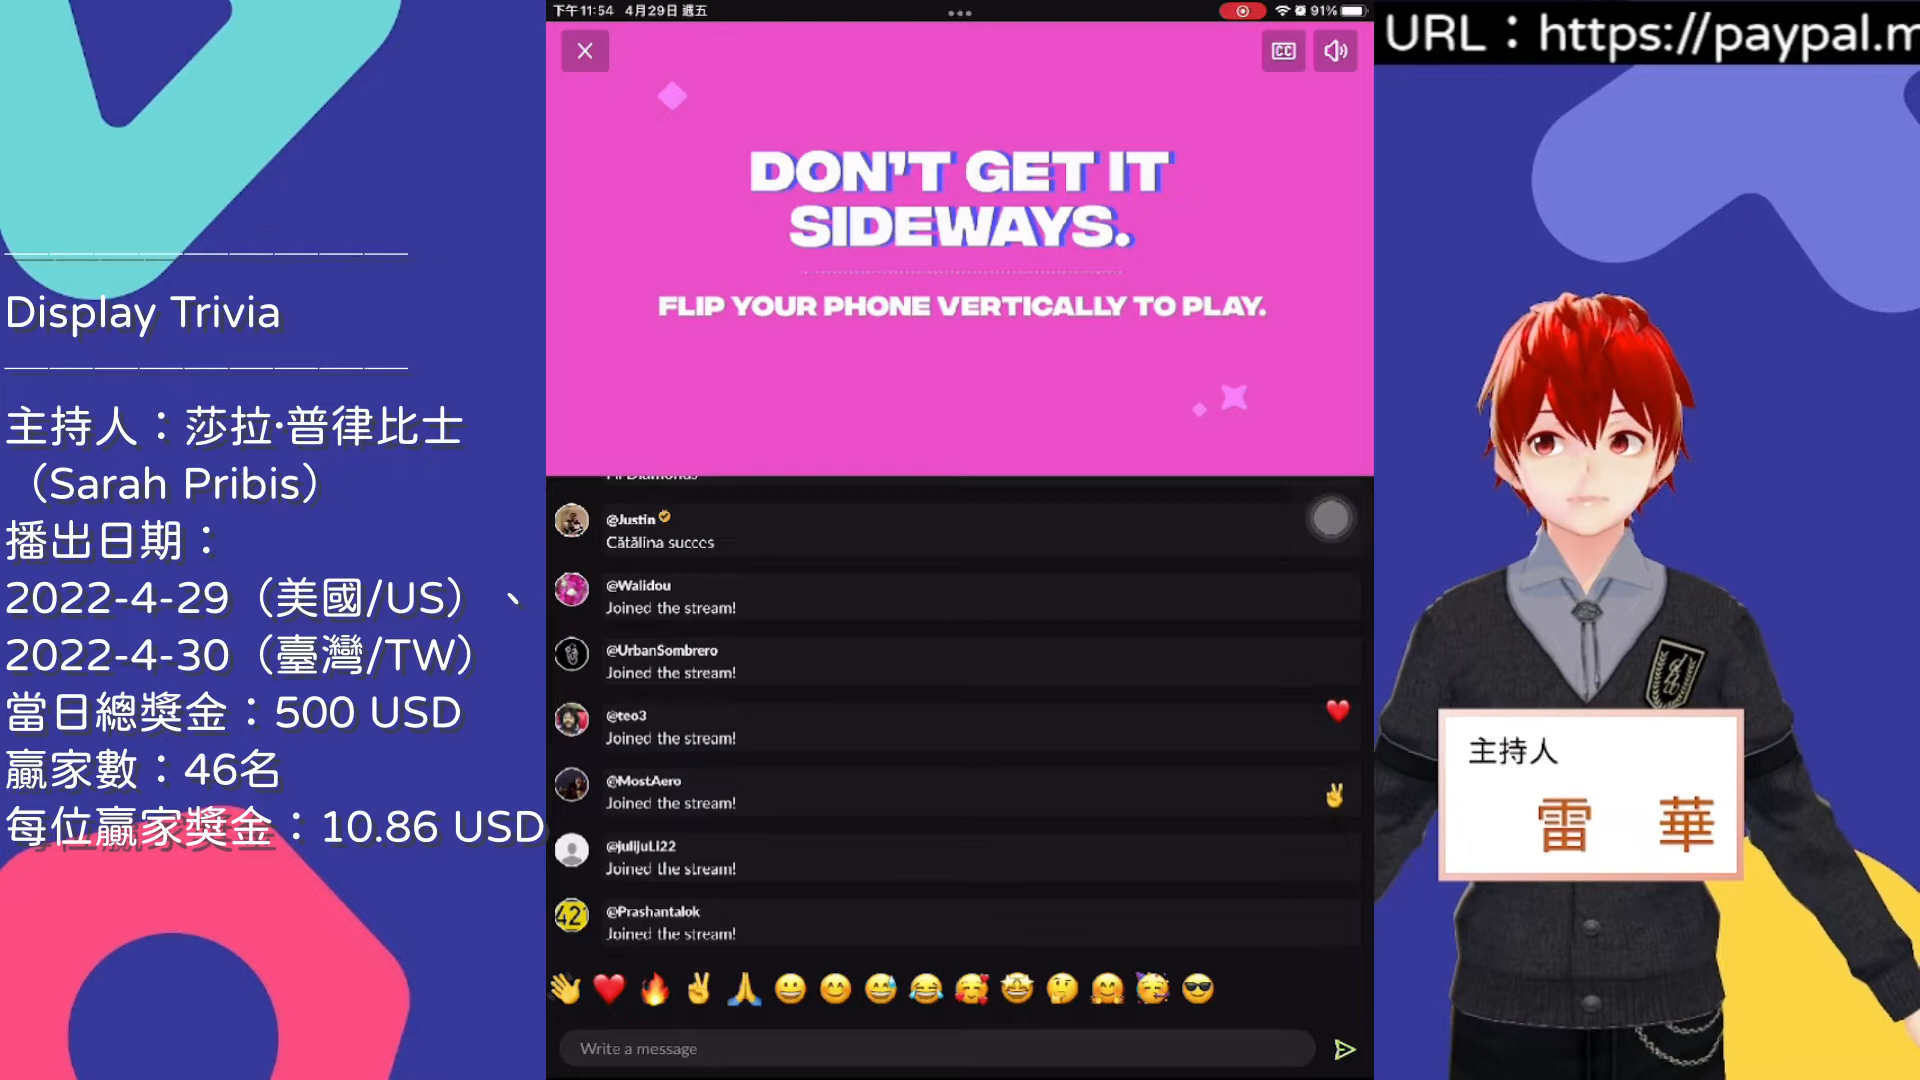 下午11:54 4月29日 週五
91%
CC
DON'T GET IT
SIDEWAYS.
FLIP YOUR PHONE VERTICALLY TO PLAY.
URL：https://paypal.m
Display Trivia
主持人：莎拉·普律比士
（Sarah Pribis）
播出日期：
2022-4-29（美國/US）、
2022-4-30（臺灣/TW）
當日總獎金：500 USD
贏家數：46名
每位贏家獎金：10.86 USD
@Justin
Cătălina succes
@Walidou
Joined the stream!
@UrbanSombrero
Joined the stream!
@teo3
Joined the stream!
@MostAero
Joined the stream!
@julijuLi22
Joined the stream!
42
@Prashantalok
Joined the stream!
Write a message
主持人
雷 華